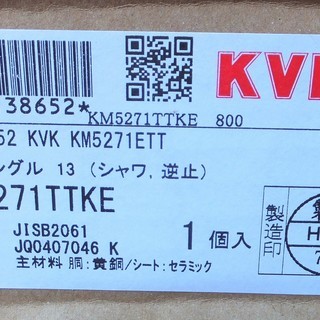 KVK
38652*
KM5271TTKE 800
52 KVK KM5271ETT
ングル 13 (シャワ, 逆止)
271TTKE
JISB2061
JQ0407046 K
1 個入
製造印
H
7
主材料 胴:黄銅/シート:セラミック